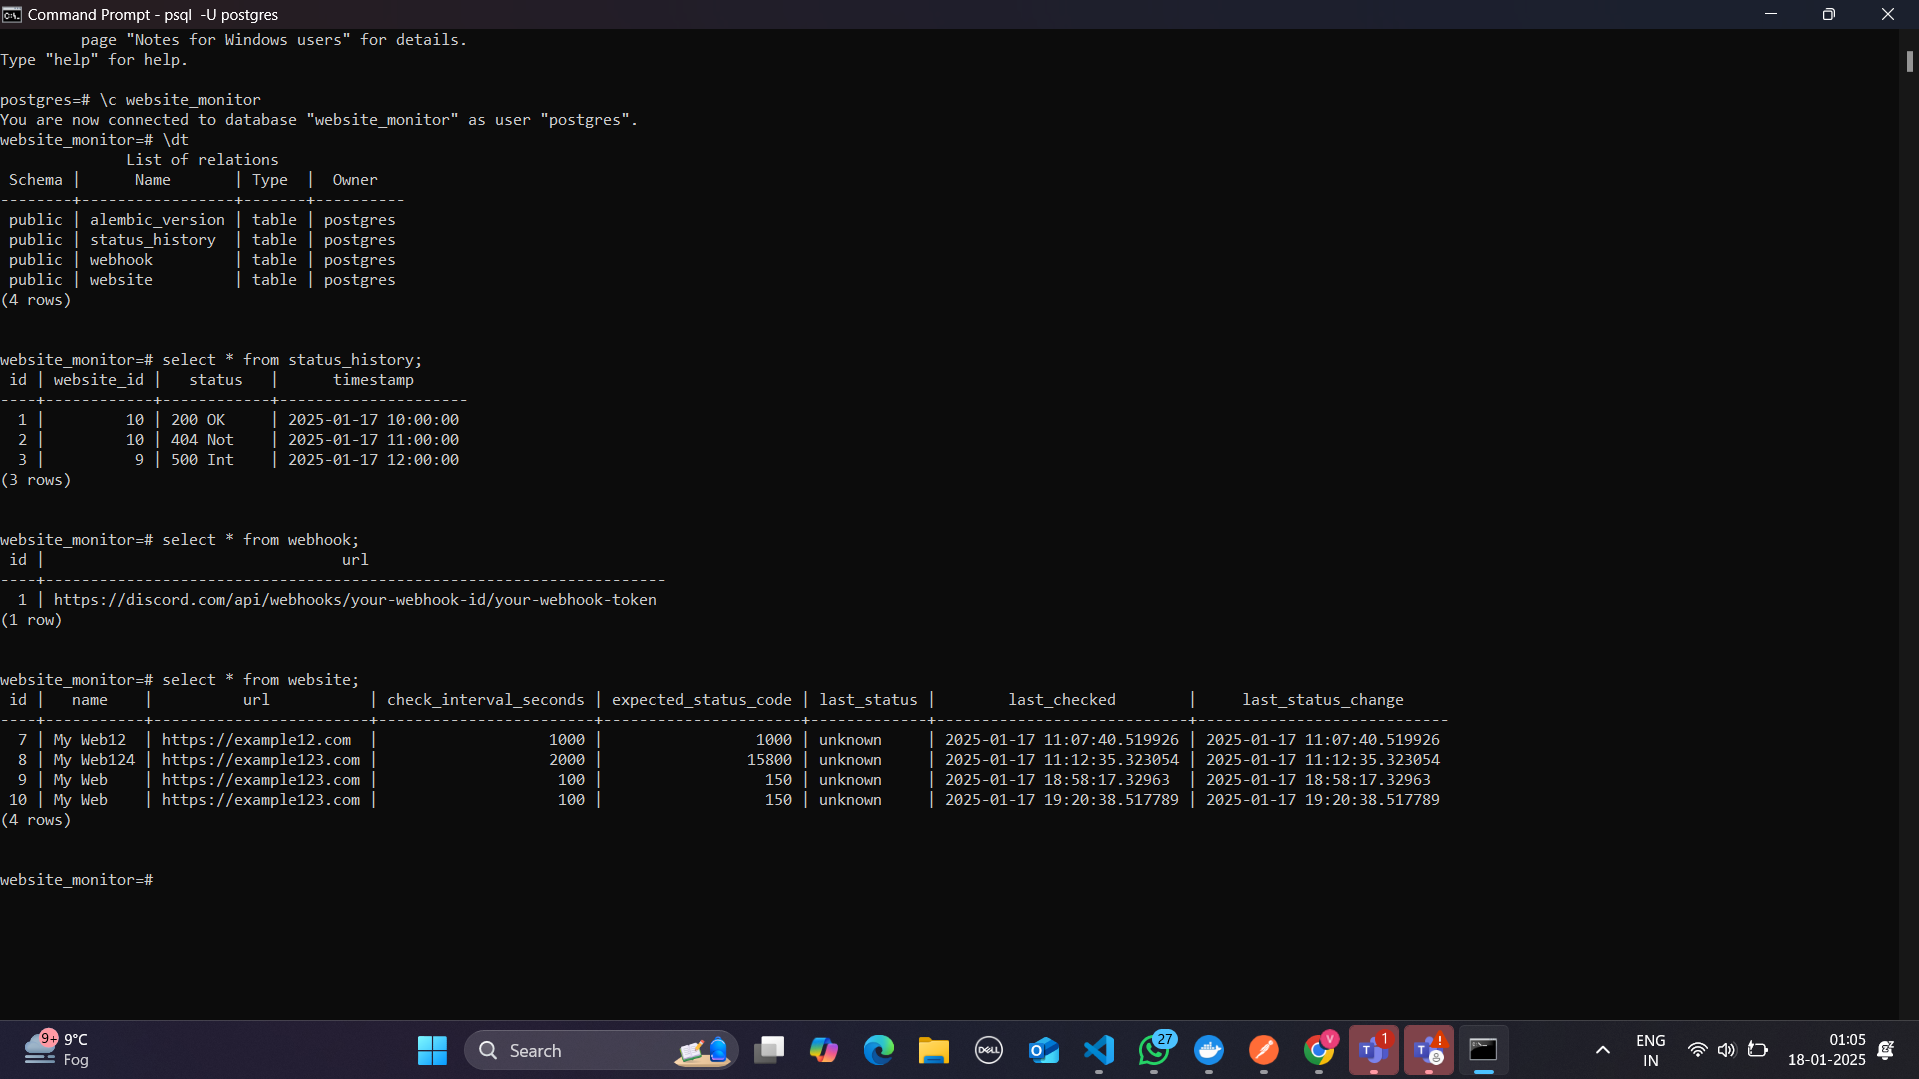 Command Prompt - psql  -U postgres
         page "Notes for Windows users" for details.
Type "help" for help.
postgres=# \c website_monitor
You are now connected to database "website_monitor" as user "postgres".
website_monitor=# \dt
              List of relations
 Schema |      Name       | Type  |  Owner
--------+-----------------+-------+----------
 public | alembic_version | table | postgres
 public | status_history  | table | postgres
 public | webhook         | table | postgres
 public | website         | table | postgres
(4 rows)
website_monitor=# select * from status_history;
 id | website_id |   status   |      timestamp
----+------------+------------+---------------------
  1 |         10 | 200 OK     | 2025-01-17 10:00:00
  2 |         10 | 404 Not    | 2025-01-17 11:00:00
  3 |          9 | 500 Int    | 2025-01-17 12:00:00
(3 rows)
website_monitor=# select * from webhook;
 id |                                 url
----+---------------------------------------------------------------------
  1 | https://discord.com/api/webhooks/your-webhook-id/your-webhook-token
(1 row)
website_monitor=# select * from website;
 id |   name    |          url           | check_interval_seconds | expected_status_code | last_status |        last_checked        |     last_status_change
----+-----------+------------------------+------------------------+----------------------+-------------+----------------------------+----------------------------
  7 | My Web12  | https://example12.com  |                   1000 |                 1000 | unknown     | 2025-01-17 11:07:40.519926 | 2025-01-17 11:07:40.519926
  8 | My Web124 | https://example123.com |                   2000 |                15800 | unknown     | 2025-01-17 11:12:35.323054 | 2025-01-17 11:12:35.323054
  9 | My Web    | https://example123.com |                    100 |                  150 | unknown     | 2025-01-17 18:58:17.32963  | 2025-01-17 18:58:17.32963
 10 | My Web    | https://example123.com |                    100 |                  150 | unknown     | 2025-01-17 19:20:38.517789 | 2025-01-17 19:20:38.517789
(4 rows)
website_monitor=#
9+
9°C
Fog
Search
DELL
27
V
1
ENG
IN
01:05
18-01-2025